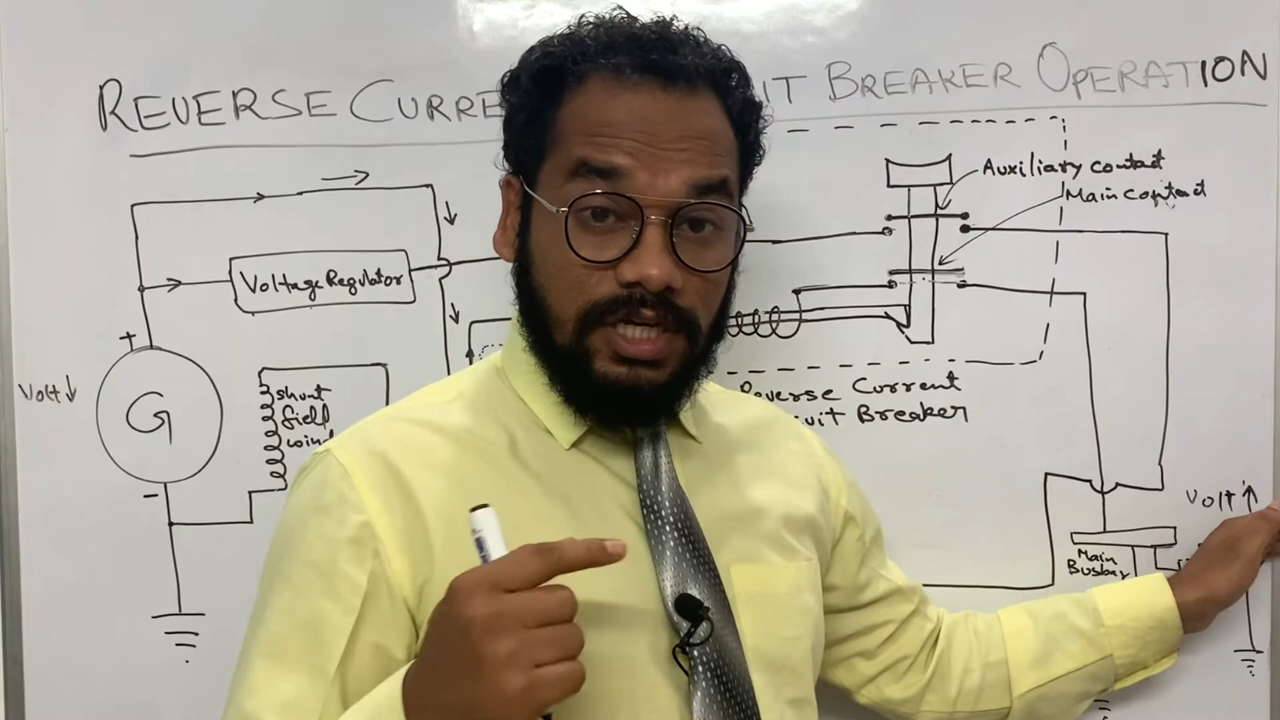 REVERSE CURRE IT BREAKER OPERATION
Auxiliary contact
Main contact
Voltage Regulator
+
Volt ↓
G
shunt
field
wind
-
Reverse Current
uit Breaker
Volt ↑
Main
Busbar